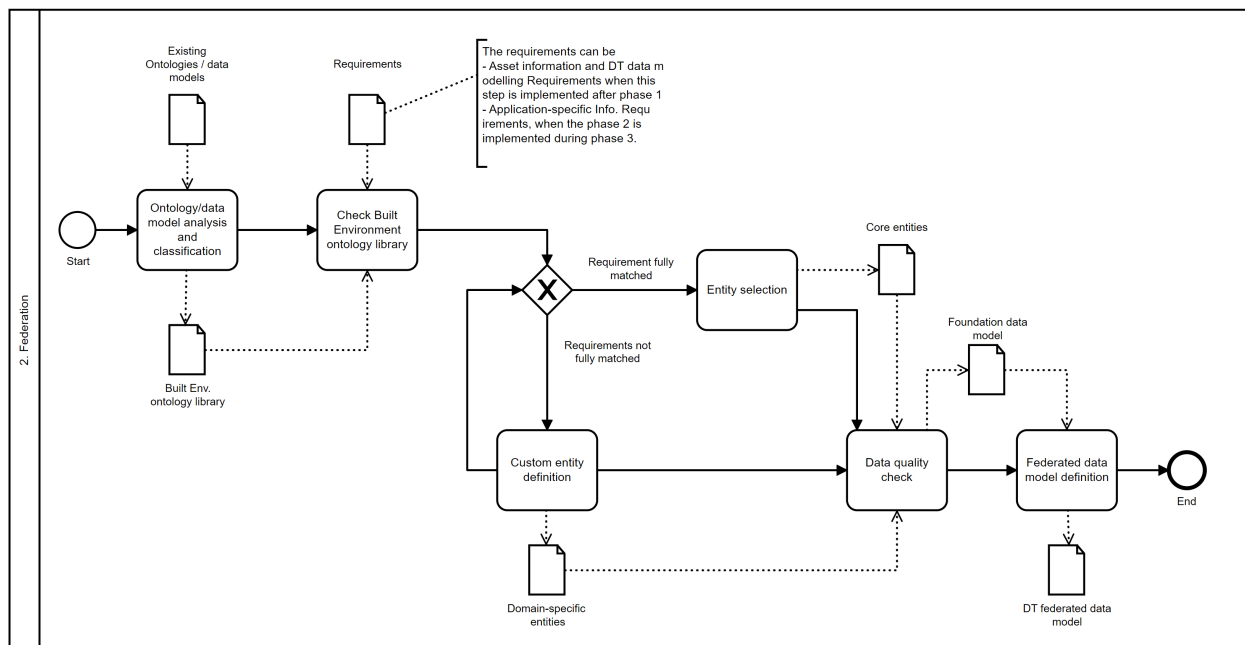 2. Federation
Existing
Ontologies / data
models
Requirements
The requirements can be
- Asset information and DT data m
odelling Requirements when this
step is implemented after phase 1
- Application-specific Info. Requ
irements, when the phase 2 is
implemented during phase 3.
Start
Ontology/data
model analysis
and
classification
Check Built
Environment
ontology library
Built Env.
ontology library
Requirement fully
matched
X
Requirements not
fully matched
Entity selection
Core entities
Foundation data
model
Custom entity
definition
Data quality
check
Federated data
model definition
End
Domain-specific
entities
DT federated data
model